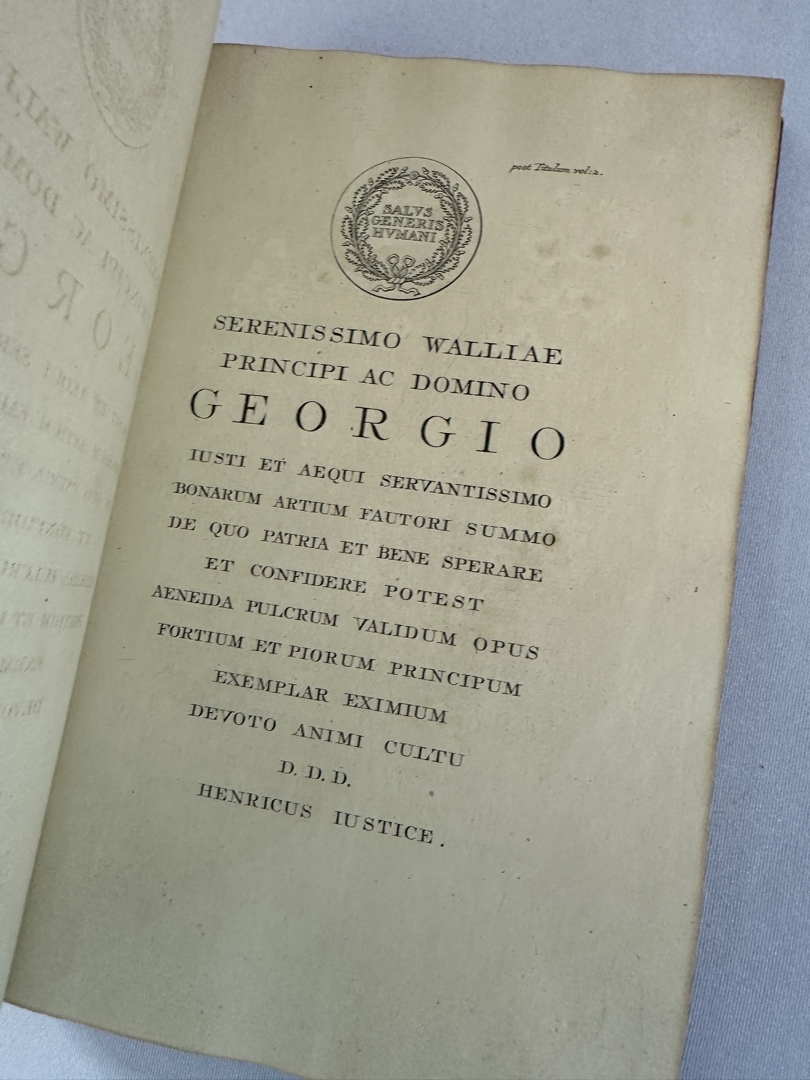 post Titulum vol: 2.
SALVS
GENERIS
HVMANI
SERENISSIMO WALLIAE
PRINCIPI AC DOMINO
GEORGIO
IUSTI ET AEQUI SERVANTISSIMO
BONARUM ARTIUM FAUTORI SUMMO
DE QUO PATRIA ET BENE SPERARE
ET CONFIDERE POTEST
AENEIDA PULCRUM VALIDUM OPUS
FORTIUM ET PIORUM PRINCIPUM
EXEMPLAR EXIMIUM
DEVOTO ANIMI CULTU
D. D. D.
HENRICUS IUSTICE.